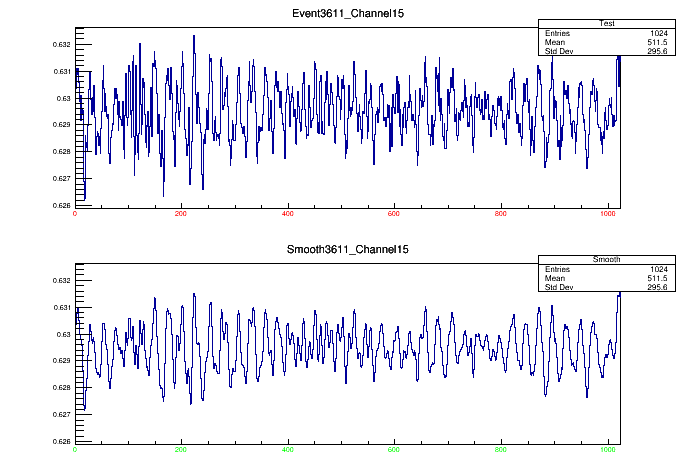 Event3611_Channel15
Test
Entries 1024
Mean 511.5
Std Dev 295.6
0.632
0.631
0.63
0.629
0.628
0.627
0.626
0 200 400 600 800 1000
Smooth3611_Channel15
Smooth
Entries 1024
Mean 511.5
Std Dev 295.6
0.632
0.631
0.63
0.629
0.628
0.627
0.626
0 200 400 600 800 1000